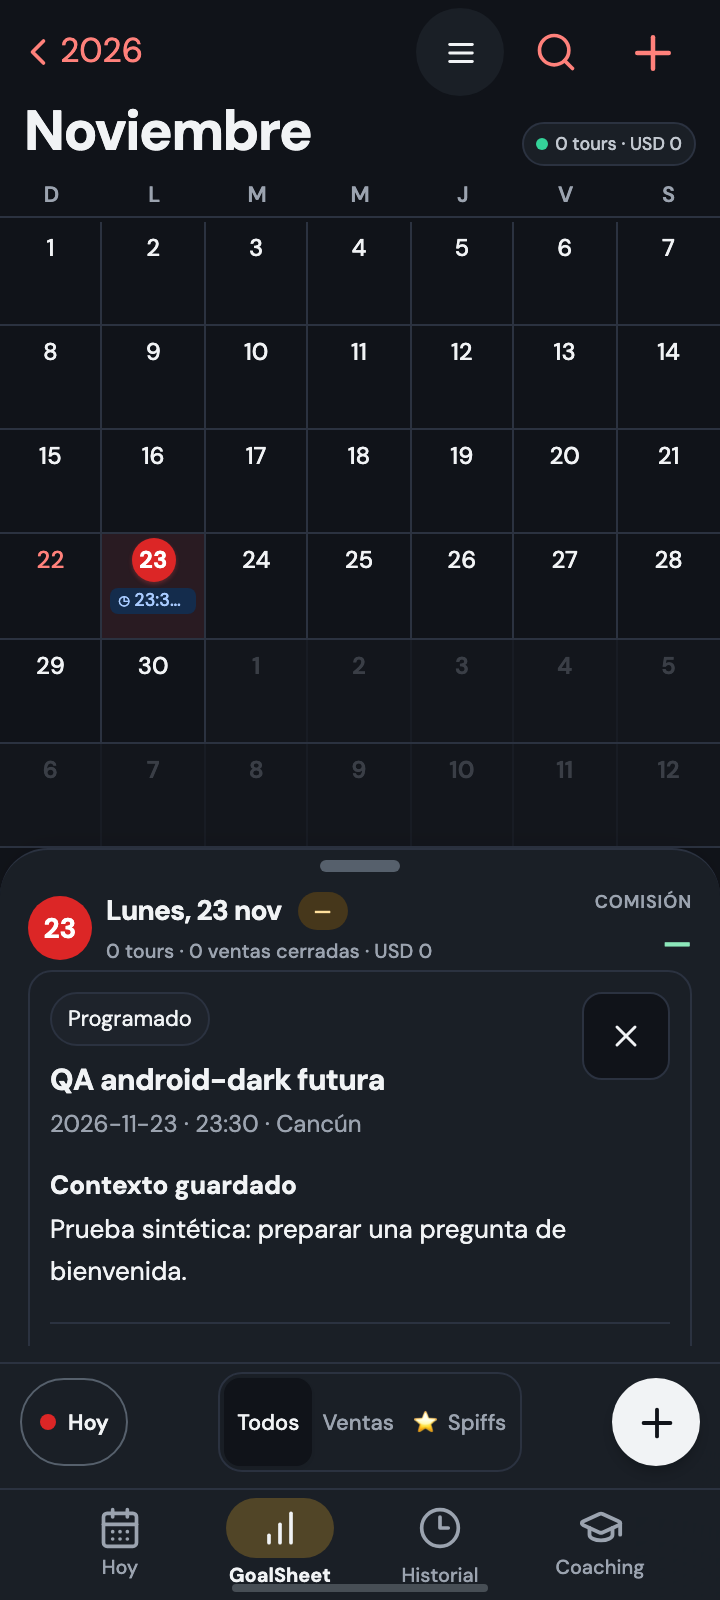 2026
Noviembre
0 tours · USD 0
D L M M J V S
1 2 3 4 5 6 7
8 9 10 11 12 13 14
15 16 17 18 19 20 21
22 23 24 25 26 27 28
23:3...
29 30 1 2 3 4 5
6 7 8 9 10 11 12
23
Lunes, 23 nov –
0 tours · 0 ventas cerradas · USD 0
COMISIÓN
—
Programado
QA android-dark futura
2026-11-23 · 23:30 · Cancún
Contexto guardado
Prueba sintética: preparar una pregunta de
bienvenida.
Hoy
Todos Ventas ⭐ Spiffs
Hoy GoalSheet Historial Coaching